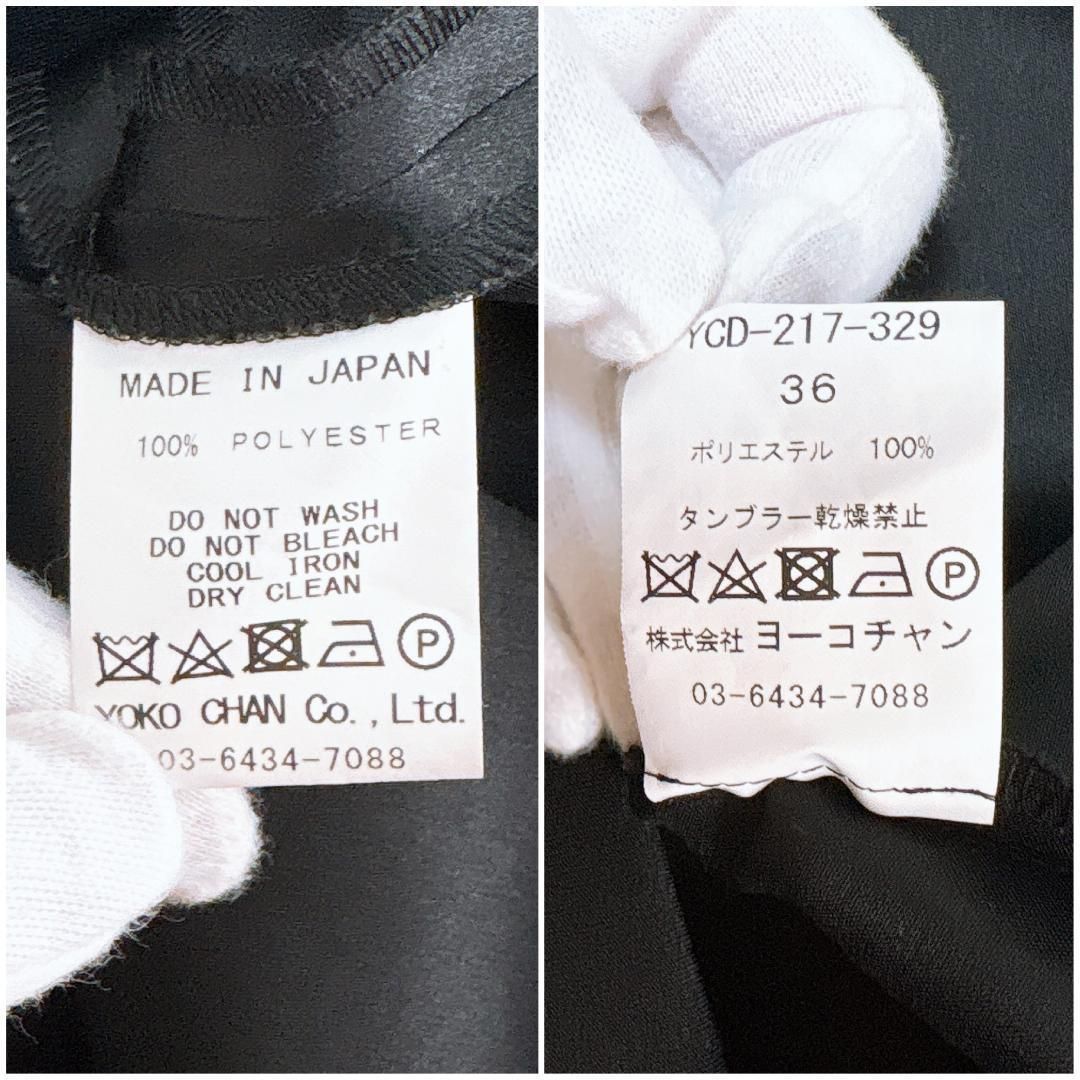 MADE IN JAPAN
100% POLYESTER
DO NOT WASH
DO NOT BLEACH
COOL IRON
DRY CLEAN
P
YOKO CHAN Co.,Ltd.
03-6434-7088
YCD-217-329
36
ポリエステル 100%
タンブラー乾燥禁止
P
株式会社 ヨーコチャン
03-6434-7088